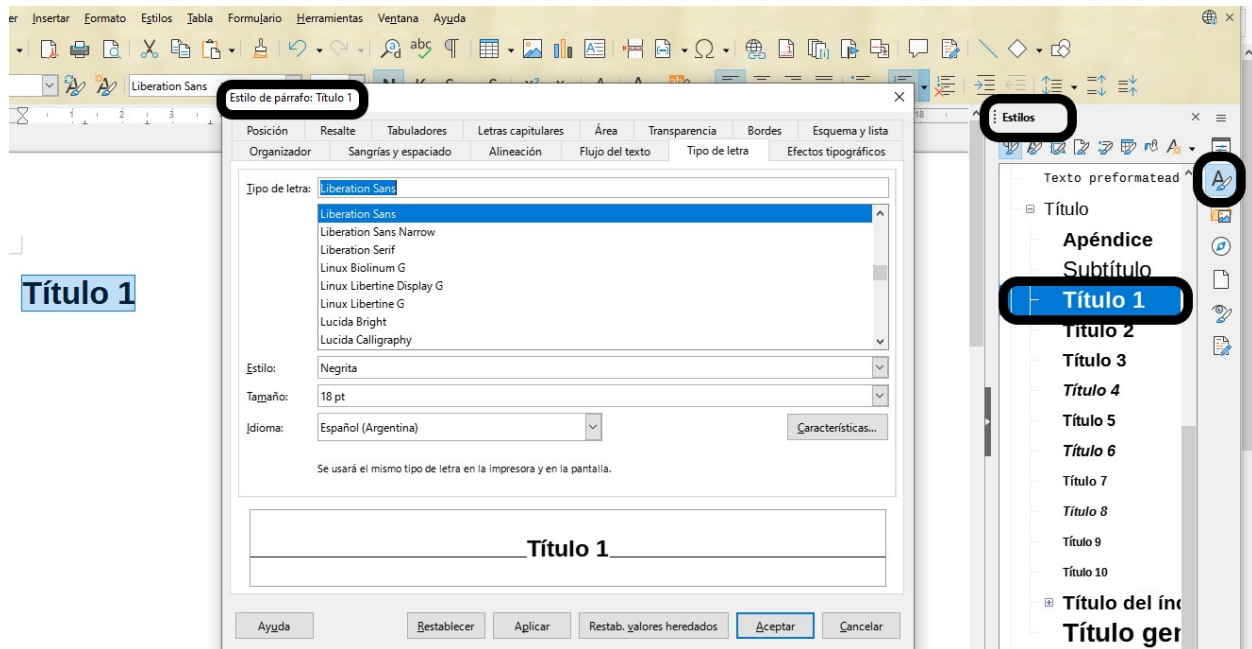 er Insertar Formato Estilos Tabla Formulario Herramientas Ventana Ayuda
Liberation Sans
1 2 3 18
Estilo de párrafo: Título 1
Posición Resalte Tabuladores Letras capitulares Área Transparencia Bordes Esquema y lista
Organizador Sangrías y espaciado Alineación Flujo del texto Tipo de letra Efectos tipográficos
Tipo de letra: Liberation Sans
Liberation Sans
Liberation Sans Narrow
Liberation Serif
Linux Biolinum G
Linux Libertine Display G
Linux Libertine G
Lucida Bright
Lucida Calligraphy
Estilo: Negrita
Tamaño: 18 pt
Idioma: Español (Argentina) Características...
Se usará el mismo tipo de letra en la impresora y en la pantalla.
Título 1
Ayuda Restablecer Aplicar Restab. valores heredados Aceptar Cancelar
Título 1
Estilos
Texto preformatead
Título
Apéndice
Subtítulo
Título 1
Título 2
Título 3
Título 4
Título 5
Título 6
Título 7
Título 8
Título 9
Título 10
Título del ín
Título ger